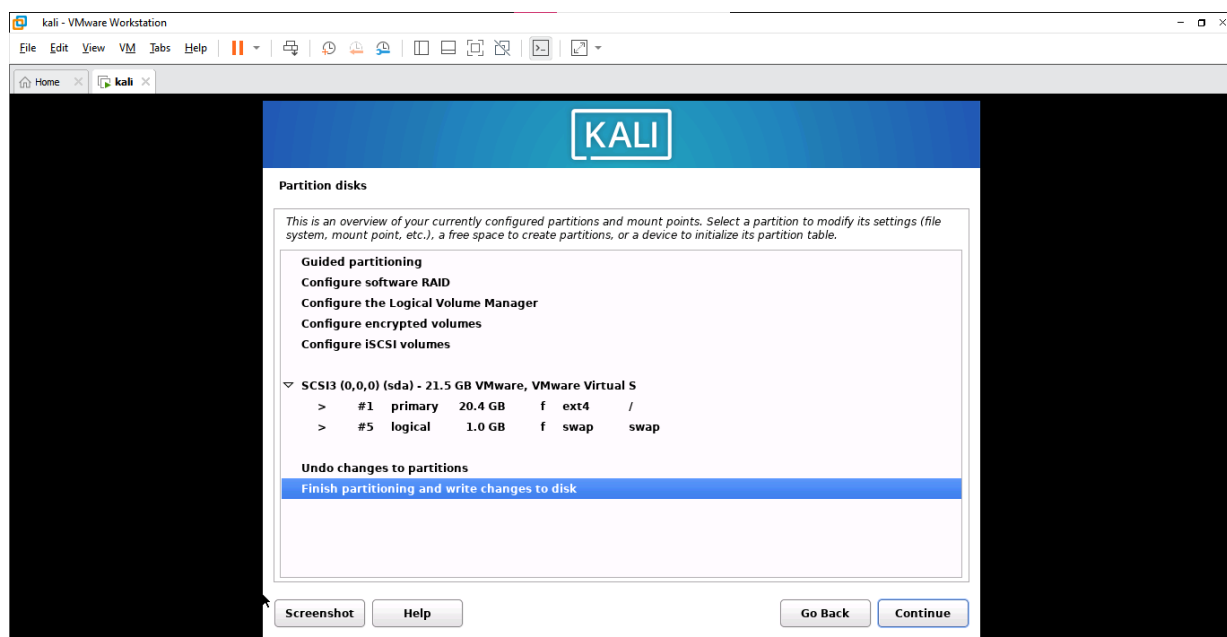 kali - VMware Workstation
File Edit View VM Tabs Help
Home kali
KALI
Partition disks
This is an overview of your currently configured partitions and mount points. Select a partition to modify its settings (file
system, mount point, etc.), a free space to create partitions, or a device to initialize its partition table.
Guided partitioning
Configure software RAID
Configure the Logical Volume Manager
Configure encrypted volumes
Configure iSCSI volumes
SCSI3 (0,0,0) (sda) - 21.5 GB VMware, VMware Virtual S
> #1 primary 20.4 GB f ext4 /
> #5 logical 1.0 GB f swap swap
Undo changes to partitions
Finish partitioning and write changes to disk
Screenshot Help Go Back Continue